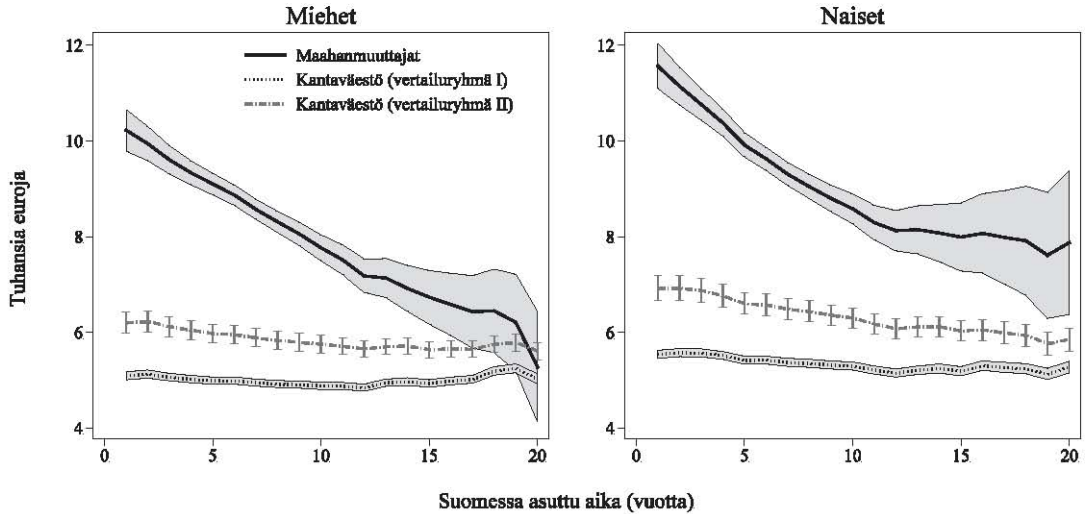 Miehet
Naiset
Maahanmuuttajat
Kantaväestö (vertailuryhmä I)
Kantaväestö (vertailuryhmä II)
Tuhansia euroja
12
10
8
6
4
0
5
10
15
20
12
10
8
6
4
0
5
10
15
20
Suomessa asuttu aika (vuotta)